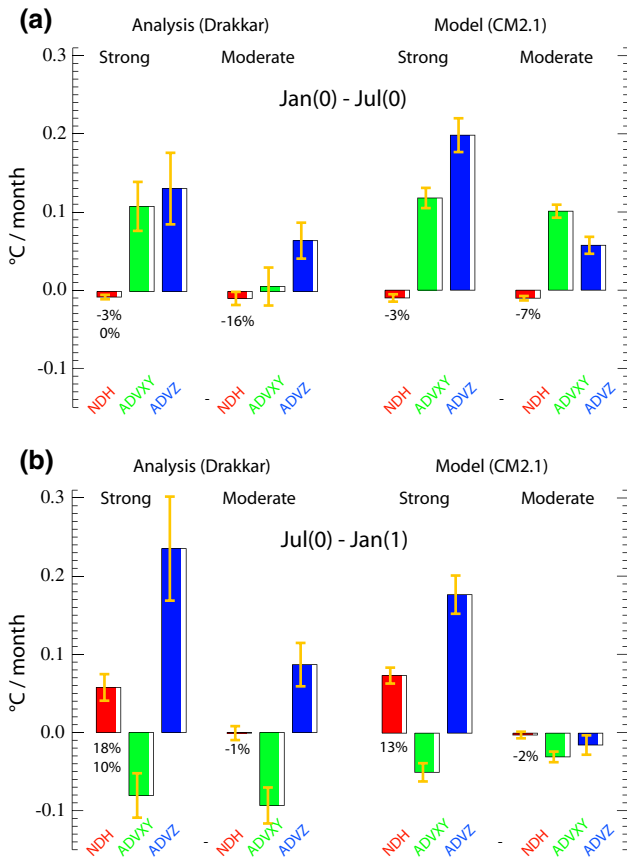 (a)
Analysis (Drakkar) Model (CM2.1)
Strong Moderate Strong Moderate
Jan(0) - Jul(0)
°C / month
0.3
0.2
0.1
0.0
-0.1
-3% -16% -3% -7%
0%
NDH ADVXY ADVZ - NDH ADVXY ADVZ NDH ADVXY ADVZ - NDH ADVXY ADVZ
(b)
Analysis (Drakkar) Model (CM2.1)
Strong Moderate Strong Moderate
Jul(0) - Jan(1)
°C / month
0.3
0.2
0.1
0.0
-0.1
18% -1% 13% -2%
10%
NDH ADVXY ADVZ - NDH ADVXY ADVZ NDH ADVXY ADVZ - NDH ADVXY ADVZ